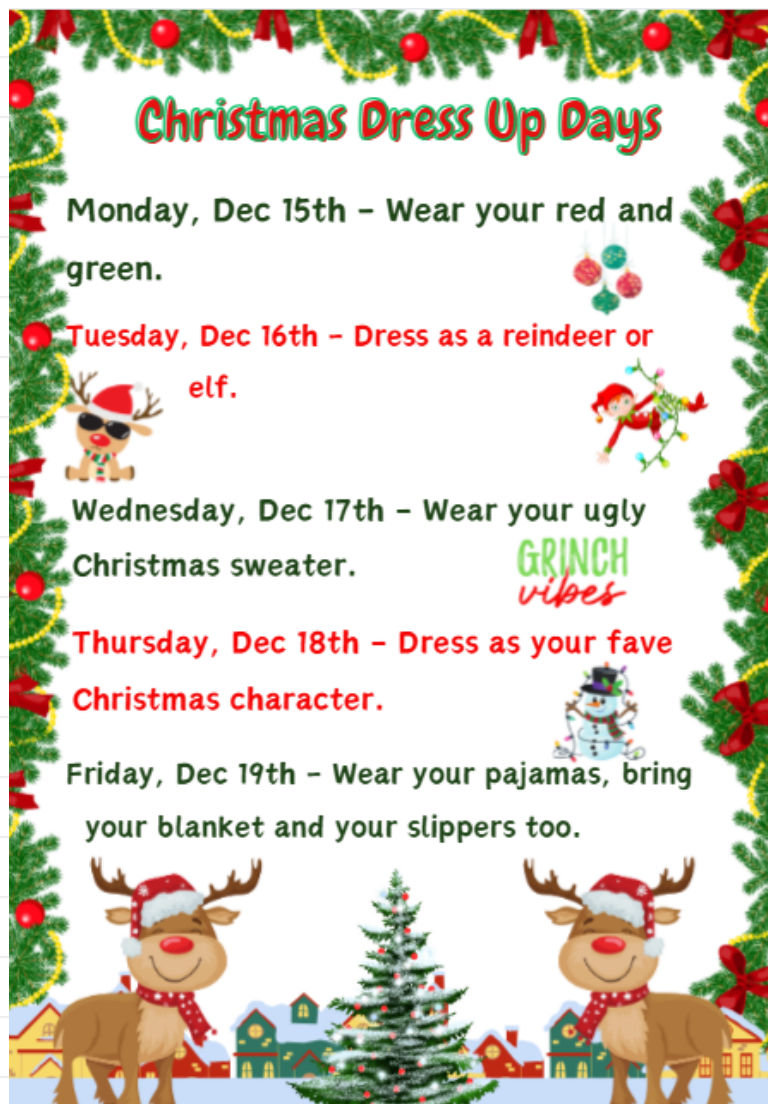 Christmas Dress Up Days
Monday, Dec 15th - Wear your red and
green.
Tuesday, Dec 16th - Dress as a reindeer or
elf.
Wednesday, Dec 17th - Wear your ugly
Christmas sweater.
GRINCH
vibes
Thursday, Dec 18th - Dress as your fave
Christmas character.
Friday, Dec 19th - Wear your pajamas, bring
your blanket and your slippers too.